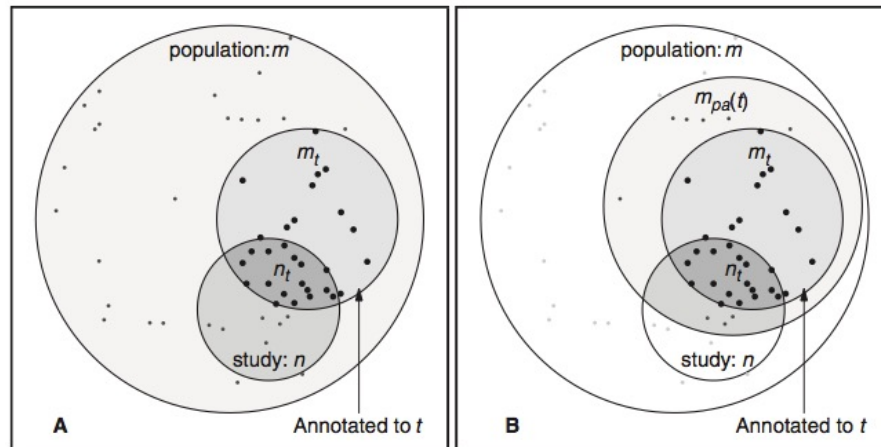 population: m
m_t
n_t
study: n
A
Annotated to t
population: m
m_pa(t)
m_t
n_t
study: n
B
Annotated to t